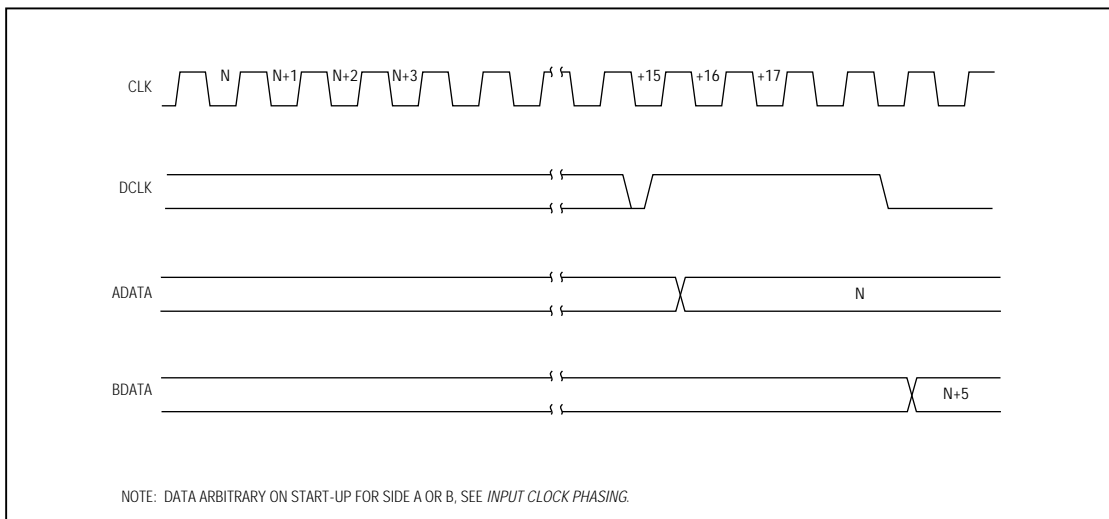 N N+1 N+2 N+3 +15 +16 +17
CLK
DCLK
ADATA N
BDATA N+5
NOTE: DATA ARBITRARY ON START-UP FOR SIDE A OR B, SEE INPUT CLOCK PHASING.